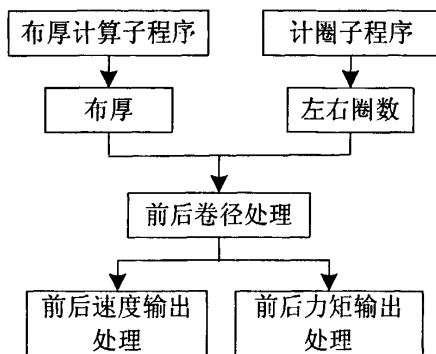 布厚计算子程序
计圈子程序
布厚
左右圈数
前后卷径处理
前后速度输出
处理
前后力矩输出
处理